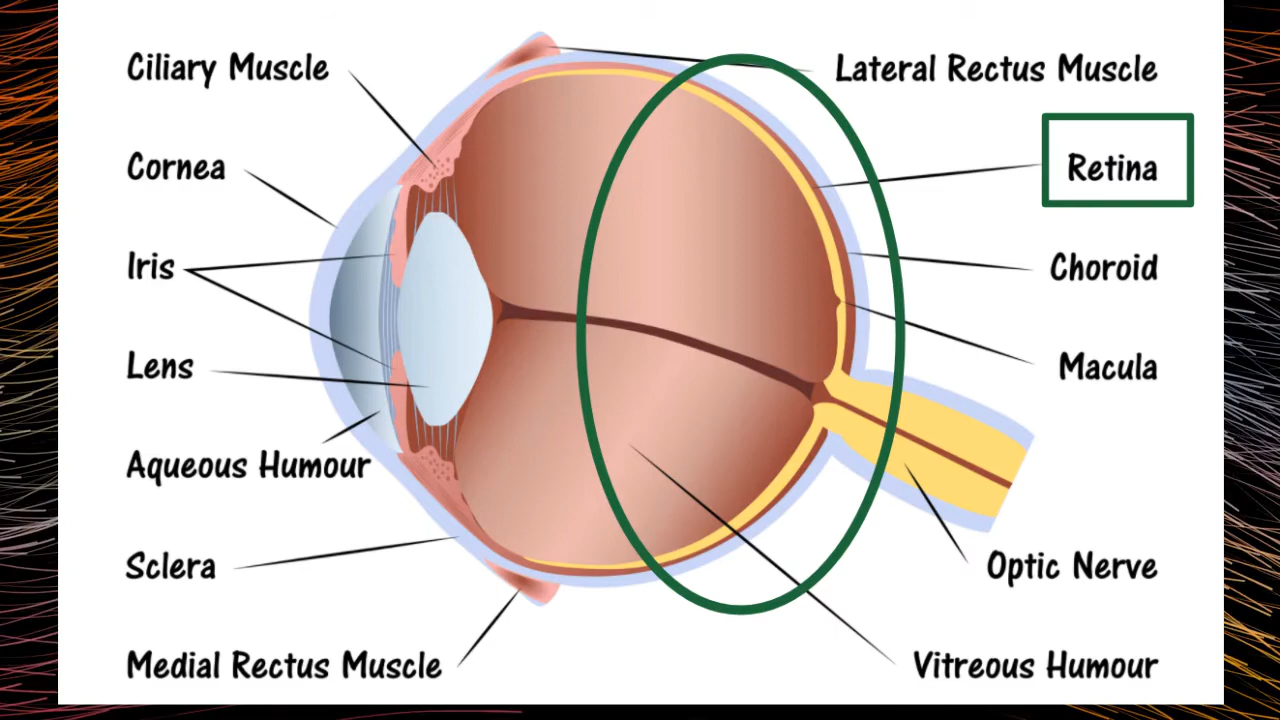 Ciliary Muscle
Cornea
Iris
Lens
Aqueous Humour
Sclera
Medial Rectus Muscle
Lateral Rectus Muscle
Retina
Choroid
Macula
Optic Nerve
Vitreous Humour